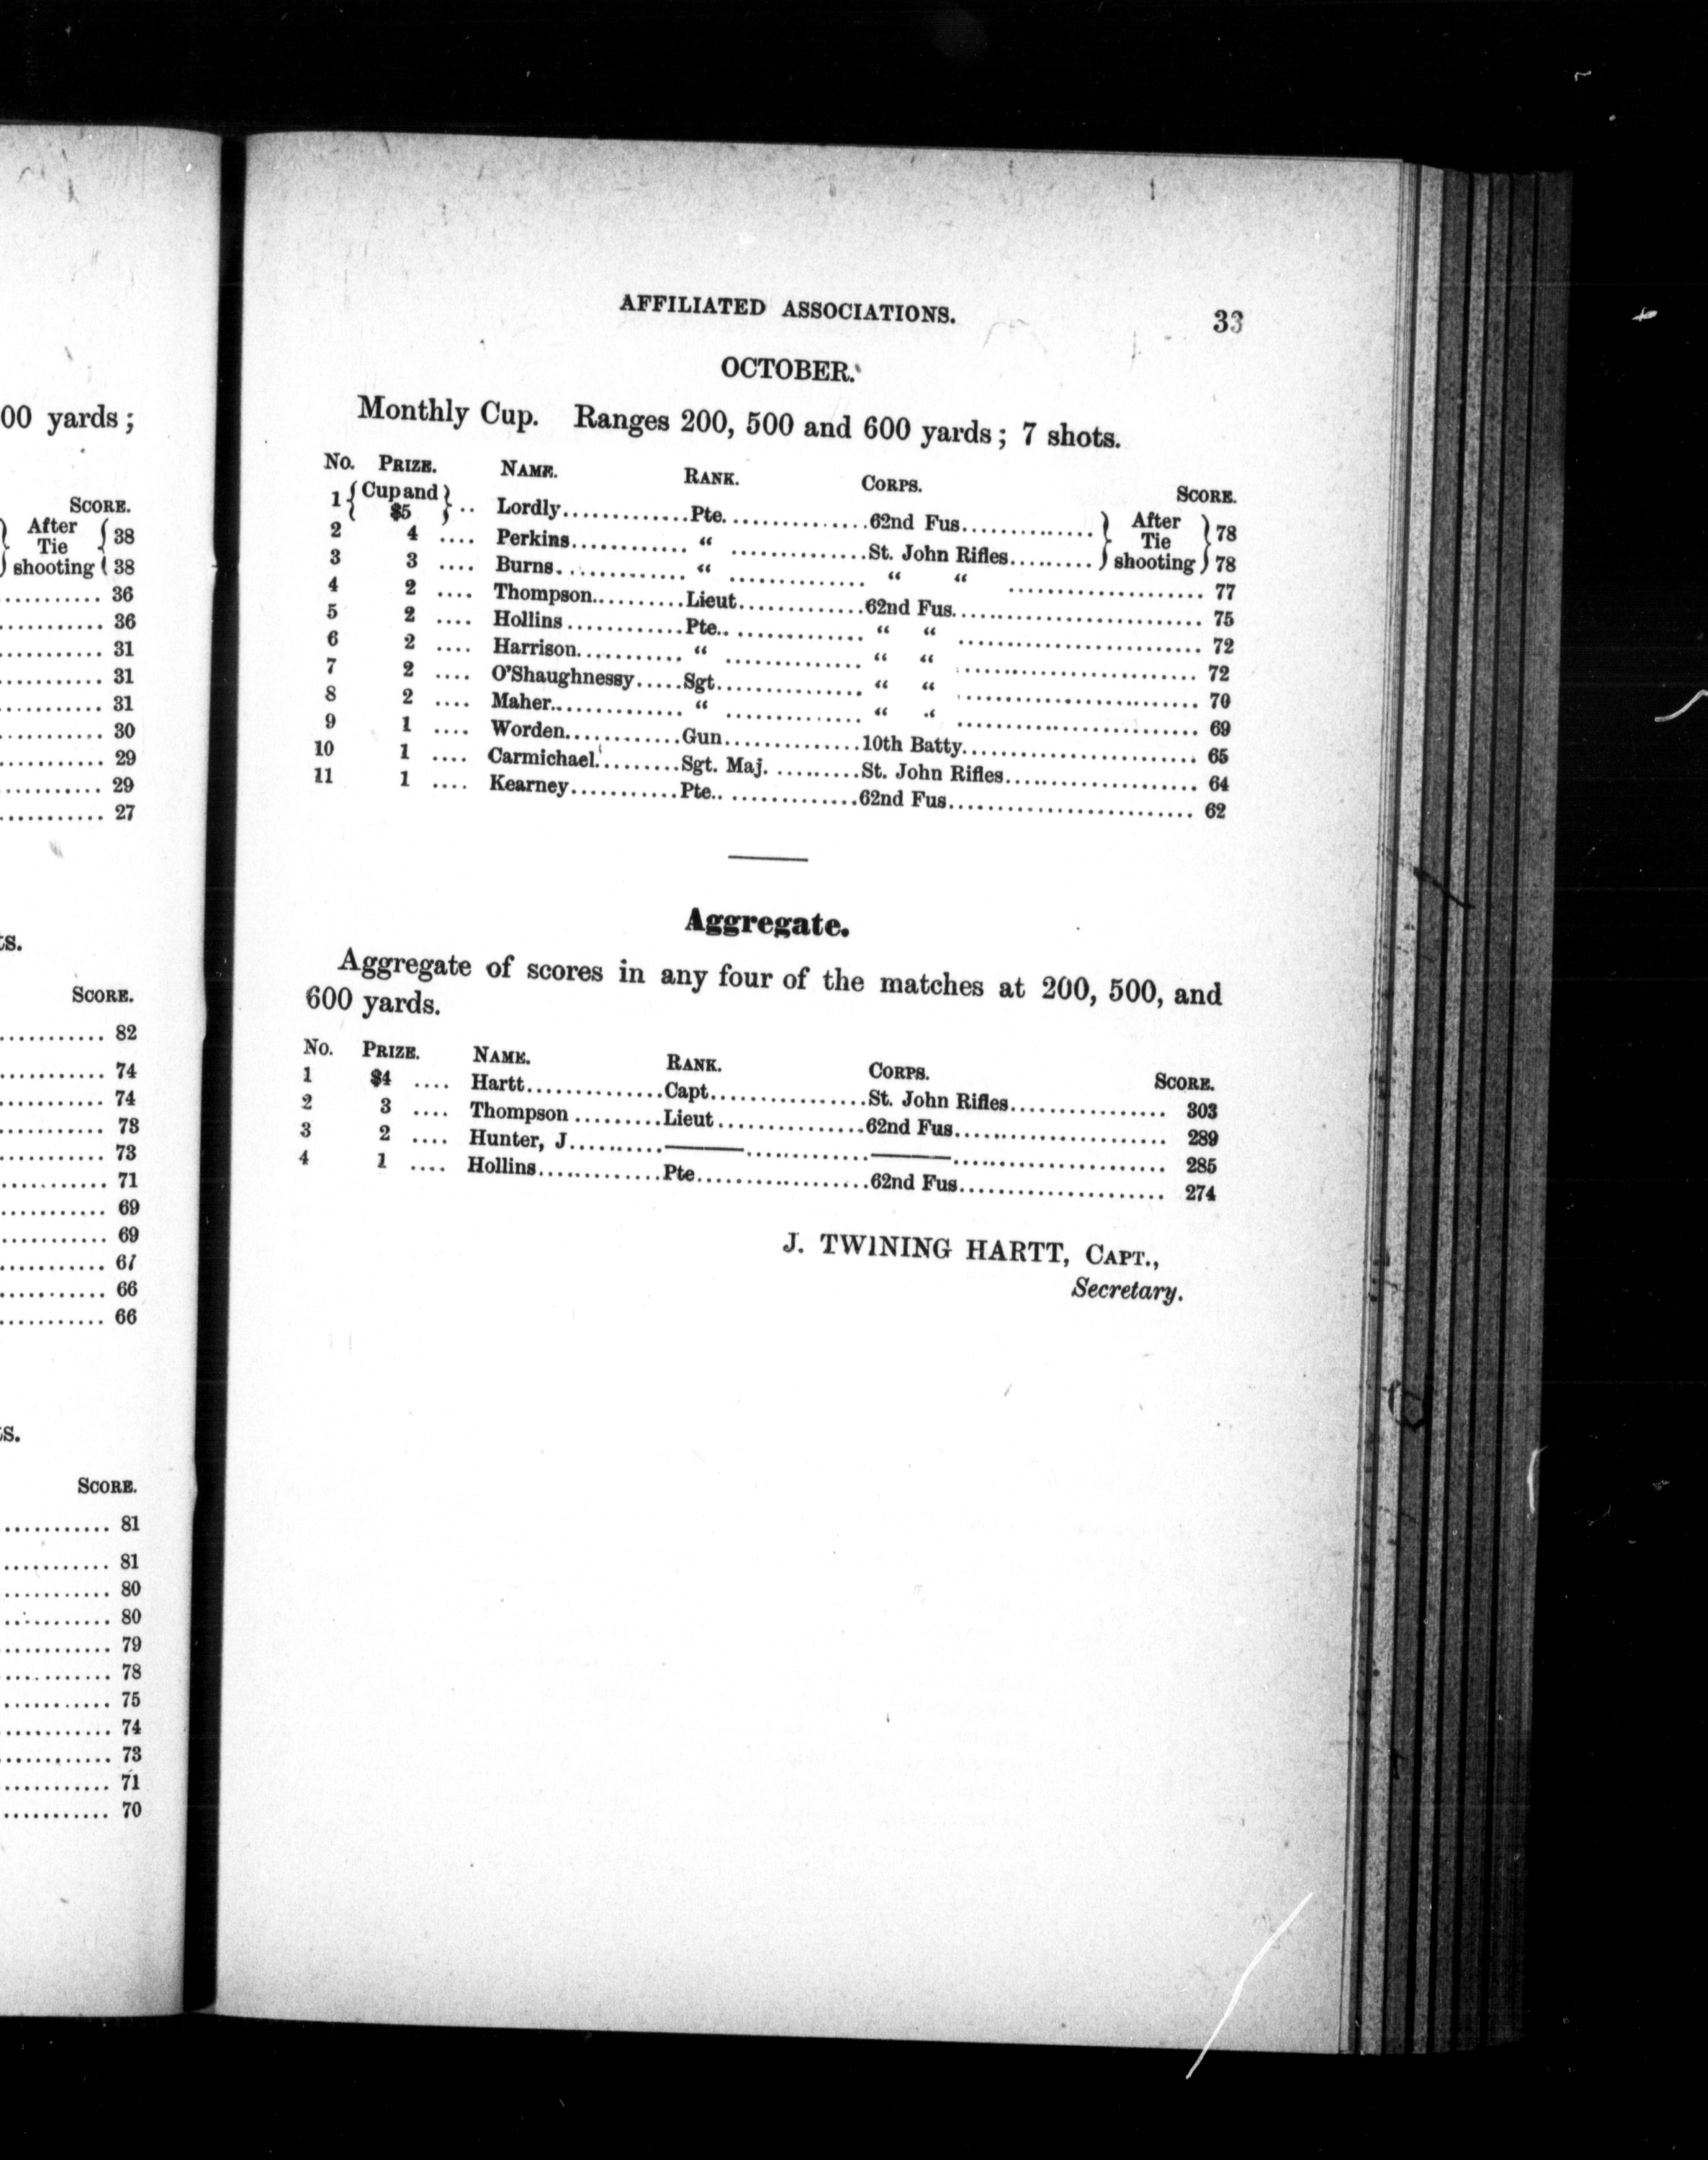 00 yards ;
SCORE.
After Tie shooting 38
38
............ 36
............ 36
............ 31
............ 31
............ 31
............ 30
............ 29
............ 29
............ 27
ts.
SCORE.
............ 82
............ 74
............ 74
............ 78
............ 73
............ 71
............ 69
............ 69
............ 67
............ 66
............ 66
ts.
SCORE.
............ 81
............ 81
............ 80
............ 80
............ 79
............ 78
............ 75
............ 74
............ 73
............ 71
............ 70
AFFILIATED ASSOCIATIONS. 33
OCTOBER.
Monthly Cup. Ranges 200, 500 and 600 yards ; 7 shots.
No. PRIZE. NAME. RANK. CORPS. SCORE.
1 { Cup and $5 } .. Lordly............Pte..............62nd Fus.............. } After Tie shooting } 78
2 4 .... Perkins............ “ ..............St. John Rifles......... 78
3 3 .... Burns............. “ .............. “ “ .................... 77
4 2 .... Thompson..........Lieut.............62nd Fus........................... 75
5 2 .... Hollins............Pte.. ............. “ “ ......................... 72
6 2 .... Harrison........... “ .............. “ “ ......................... 72
7 2 .... O'Shaughnessy.....Sgt............... “ “ ......................... 70
8 2 .... Maher.............. “ .............. “ “ ......................... 69
9 1 .... Worden............Gun..............10th Batty......................... 65
10 1 .... Carmichael.........Sgt. Maj. .........St. John Rifles..................... 64
11 1 .... Kearney...........Pte.. .............62nd Fus.......................... 62
Aggregate.
Aggregate of scores in any four of the matches at 200, 500, and
600 yards.
No. PRIZE. NAME. RANK. CORPS. SCORE.
1 $4 .... Hartt..............Capt................St. John Rifles................. 303
2 3 .... Thompson .........Lieut...............62nd Fus....................... 289
3 2 .... Hunter, J..........———.............———....................... 285
4 1 .... Hollins.............Pte..................62nd Fus...................... 274
J. TWINING HARTT, CAPT.,
Secretary.